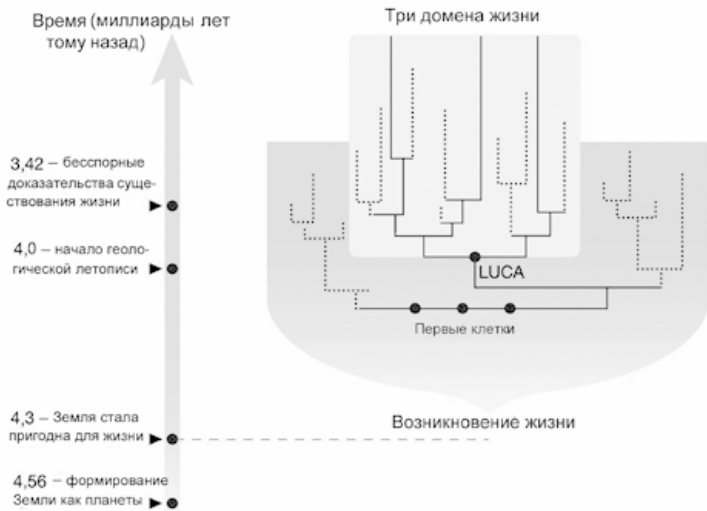 Время (миллиарды лет
тому назад)
Три домена жизни
3,42 – бесспорные
доказательства суще-
ствования жизни
4,0 – начало геоло-
гической летописи
LUCA
Первые клетки
4,3 – Земля стала
пригодна для жизни
Возникновение жизни
4,56 – формирование
Земли как планеты